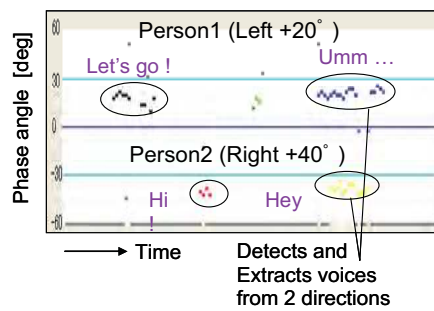 60
Person1 (Left +20°)
Let's go !
Umm …
30
Phase angle [deg]
0
Person2 (Right +40°)
-30
Hi
!
Hey
-60
Time
Detects and
Extracts voices
from 2 directions